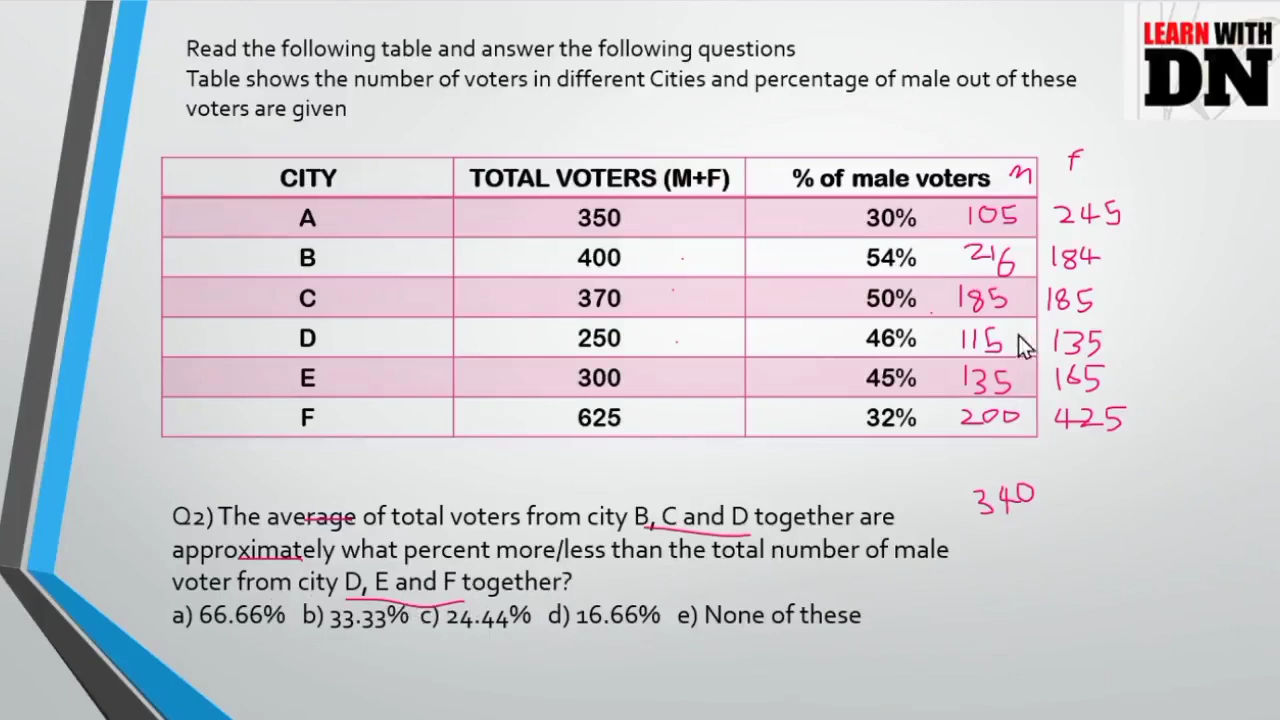 LEARN WITH
DN
Read the following table and answer the following questions
Table shows the number of voters in different Cities and percentage of male out of these
voters are given
F
CITY TOTAL VOTERS (M+F) % of male voters M
A 350 30% 105 245
B 400 54% 216 184
C 370 50% 185 185
D 250 46% 115 135
E 300 45% 135 165
F 625 32% 200 425
340
Q2) The average of total voters from city B, C and D together are
approximately what percent more/less than the total number of male
voter from city D, E and F together?
a) 66.66% b) 33.33% c) 24.44% d) 16.66% e) None of these